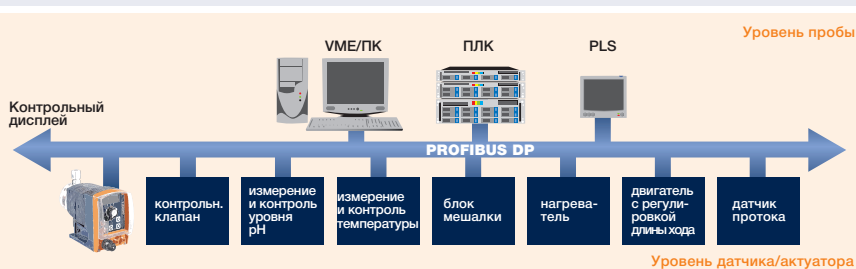 Уровень пробы
VME/ПК
ПЛК
PLS
Контрольный
дисплей
PROFIBUS DP
контрольн.
клапан
измерение
и контроль
уровня
pH
измерение
и контроль
температуры
блок
мешалки
нагрева-
тель
двигатель
с регули-
ровкой
длины хода
датчик
протока
Уровень датчика/актуатора